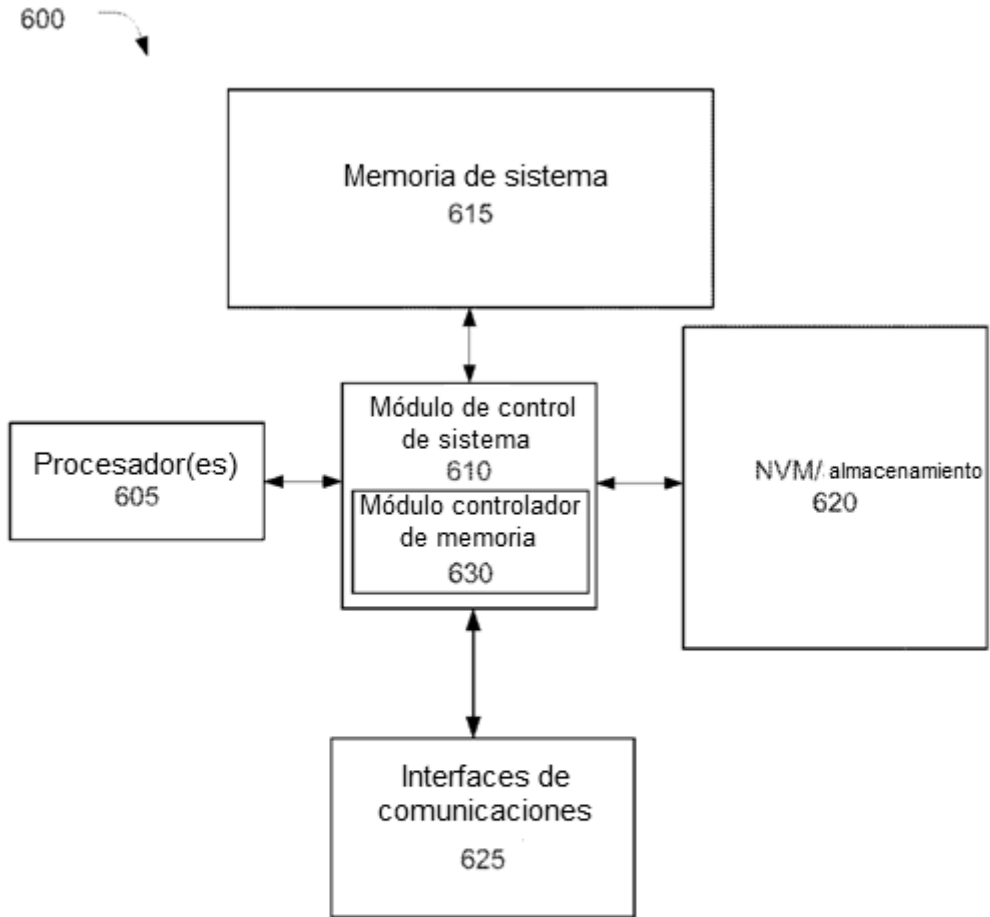 600
Memoria de sistema
615
Módulo de control
de sistema
610
Módulo controlador
de memoria
630
Procesador(es)
605
NVM/ almacenamiento
620
Interfaces de
comunicaciones
625